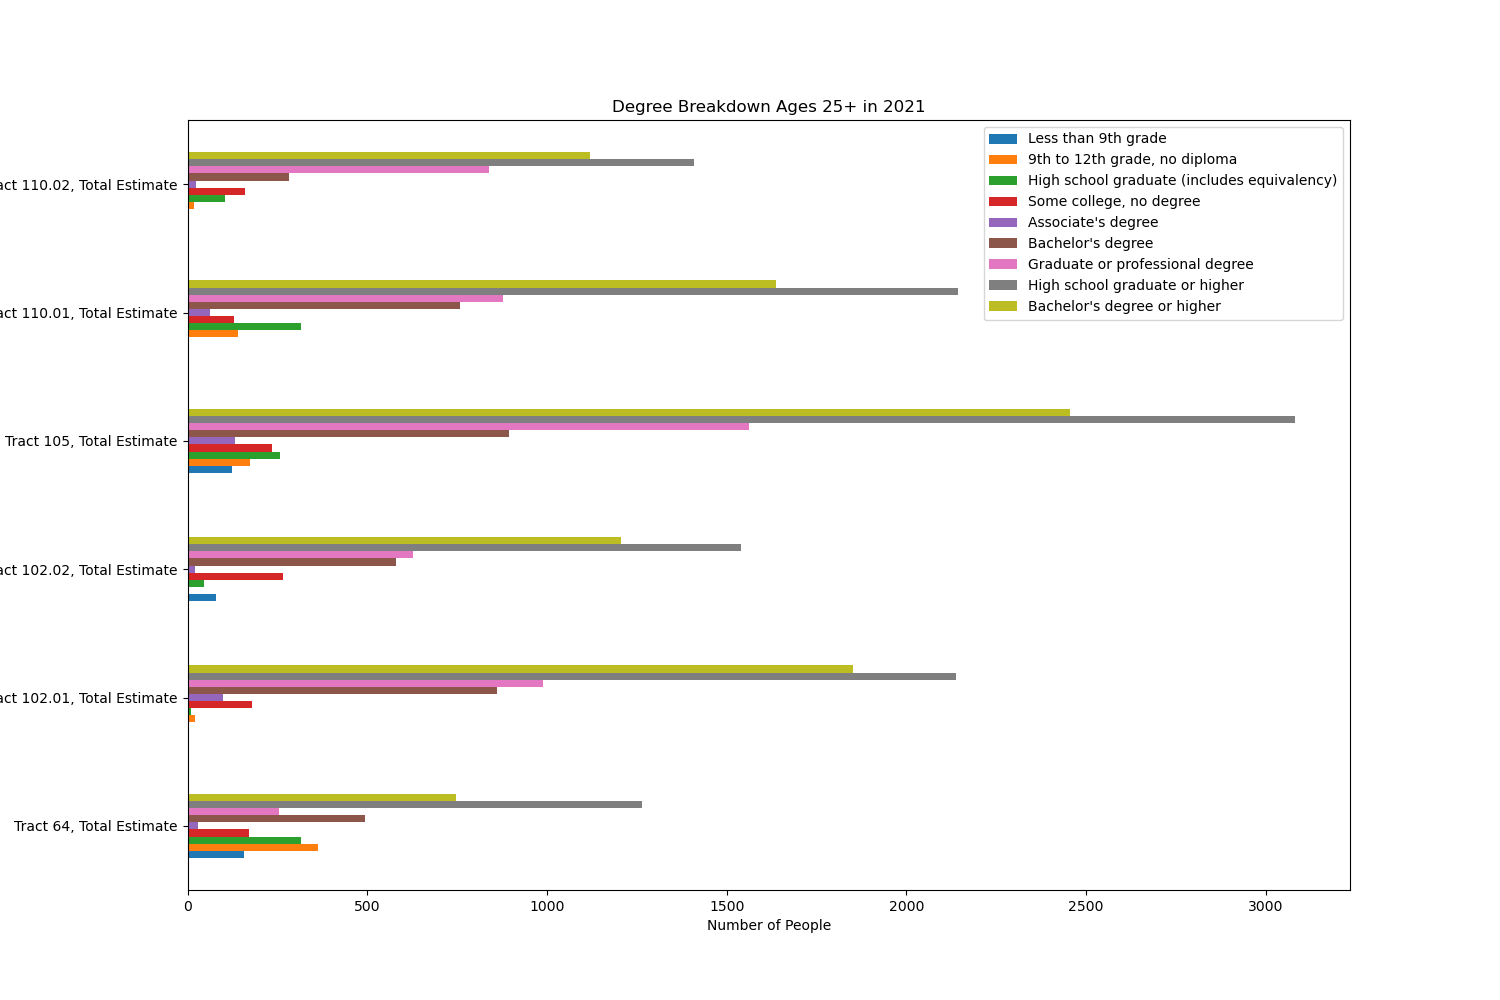 Degree Breakdown Ages 25+ in 2021
Less than 9th grade
9th to 12th grade, no diploma
High school graduate (includes equivalency)
Some college, no degree
Associate's degree
Bachelor's degree
Graduate or professional degree
High school graduate or higher
Bachelor's degree or higher
act 110.02, Total Estimate
act 110.01, Total Estimate
Tract 105, Total Estimate
act 102.02, Total Estimate
act 102.01, Total Estimate
Tract 64, Total Estimate
0 500 1000 1500 2000 2500 3000
Number of People